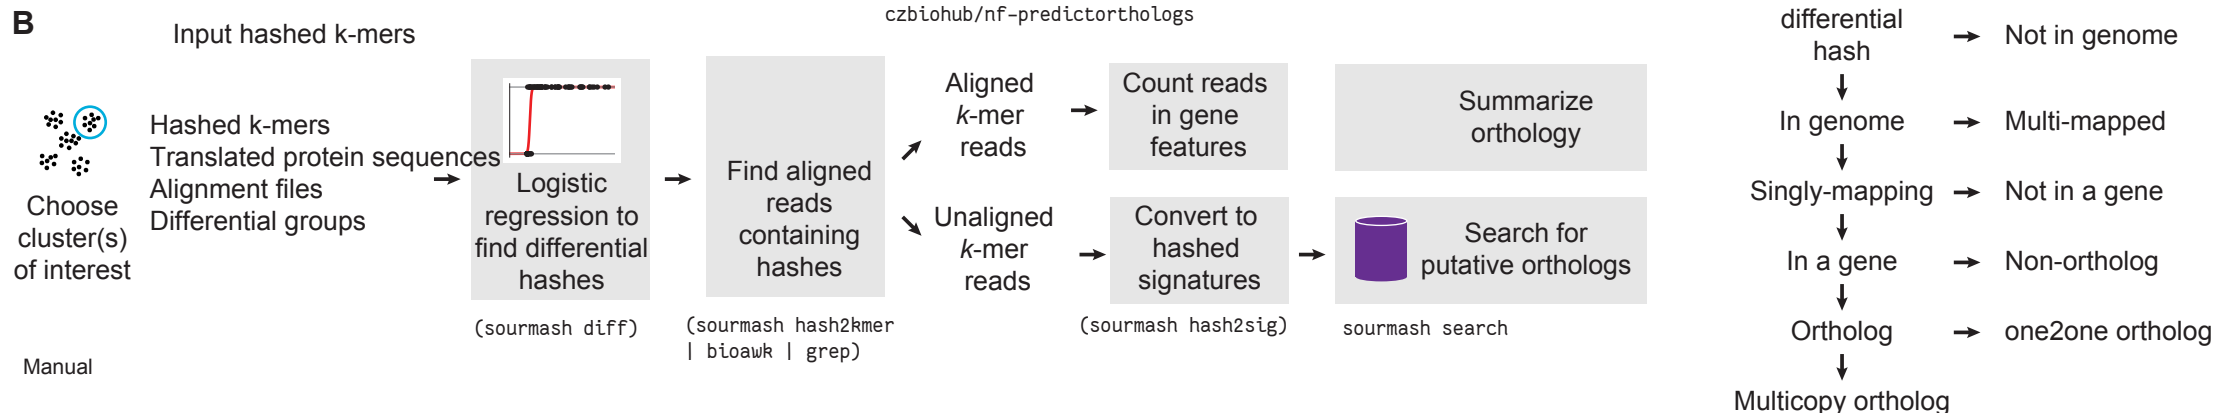 B
Input hashed k-mers
czbiohub/nf-predictorthologs
Choose
cluster(s)
of interest
Manual
Hashed k-mers
Translated protein sequences
Alignment files
Differential groups
Logistic
regression to
find differential
hashes
(sourmash diff)
Find aligned
reads
containing
hashes
(sourmash hash2kmer
| bioawk | grep)
Aligned
k-mer
reads
Count reads
in gene
features
Summarize
orthology
Unaligned
k-mer
reads
Convert to
hashed
signatures
(sourmash hash2sig)
Search for
putative orthologs
sourmash search
differential
hash
Not in genome
In genome
Multi-mapped
Singly-mapping
Not in a gene
In a gene
Non-ortholog
Ortholog
one2one ortholog
Multicopy ortholog